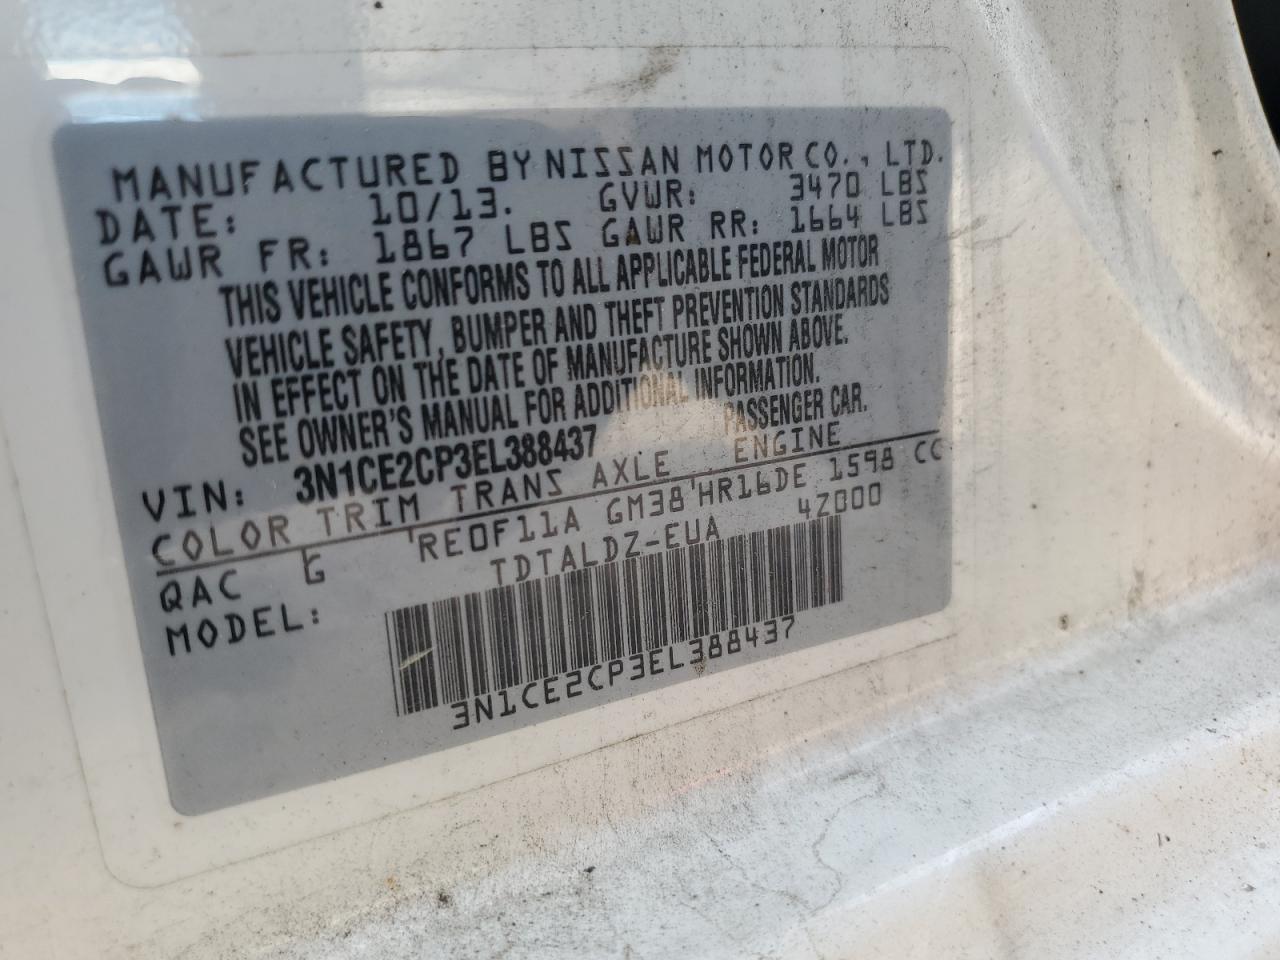 MANUFACTURED BY NISSAN MOTOR CO., LTD.
DATE: 10/13. GVWR: 3470 LBS
GAWR FR: 1867 LBS GAWR RR: 1664 LBS
THIS VEHICLE CONFORMS TO ALL APPLICABLE FEDERAL MOTOR
VEHICLE SAFETY, BUMPER AND THEFT PREVENTION STANDARDS
IN EFFECT ON THE DATE OF MANUFACTURE SHOWN ABOVE.
SEE OWNER'S MANUAL FOR ADDITIONAL INFORMATION.
VIN: 3N1CE2CP3EL388437 PASSENGER CAR.
COLOR TRIM TRANS AXLE ENGINE
QAC G RE0F11A GM38 HR16DE 1598 CC
MODEL: TDTALDZ-EUA 4Z000
3N1CE2CP3EL388437